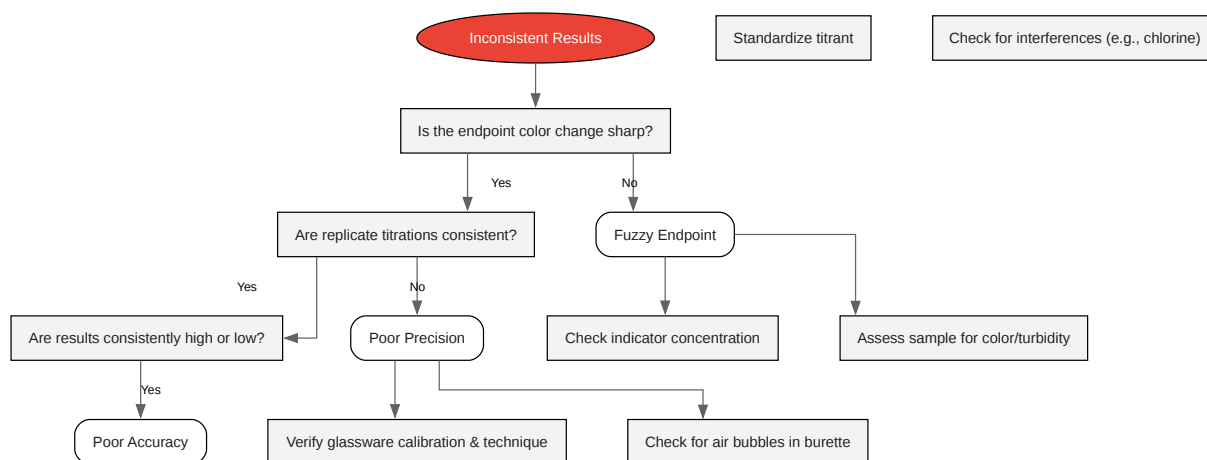 Inconsistent Results
Standardize titrant
Check for interferences (e.g., chlorine)
Is the endpoint color change sharp?
Yes
No
Are replicate titrations consistent?
Fuzzy Endpoint
Yes
No
Are results consistently high or low?
Poor Precision
Check indicator concentration
Assess sample for color/turbidity
Yes
Poor Accuracy
Verify glassware calibration & technique
Check for air bubbles in burette